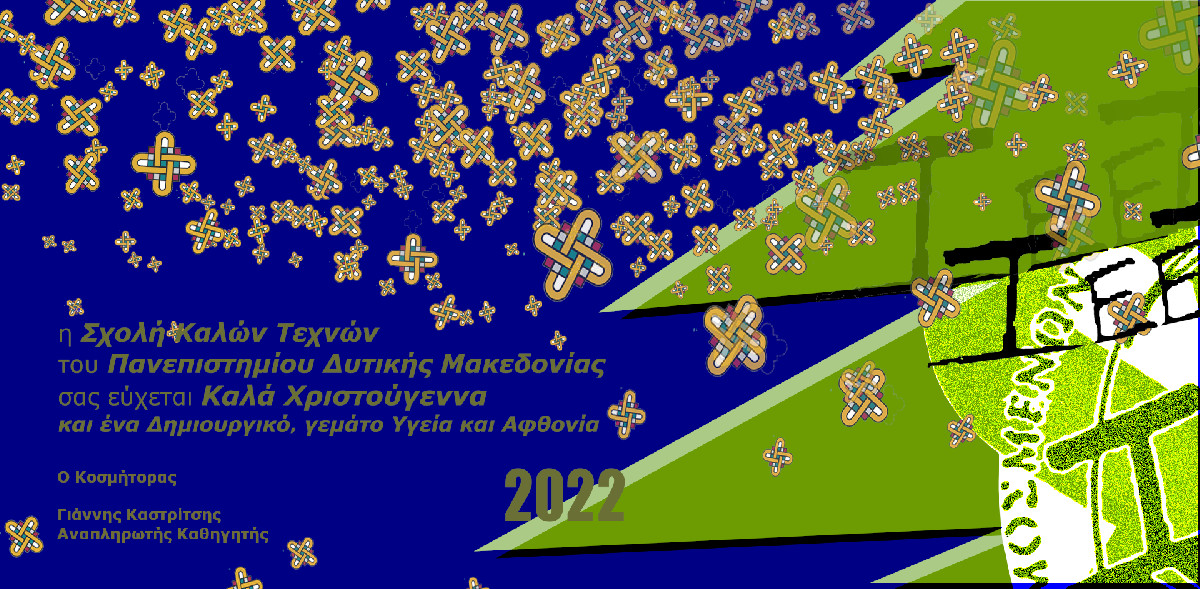 η Σχολή Καλών Τεχνών
του Πανεπιστημίου Δυτικής Μακεδονίας
σας εύχεται Καλά Χριστούγεννα
και ένα Δημιουργικό, γεμάτο Υγεία και Αφθονία
2022
Ο Κοσμήτορας
Γιάννης Καστρίτσης
Αναπληρωτής Καθηγητής